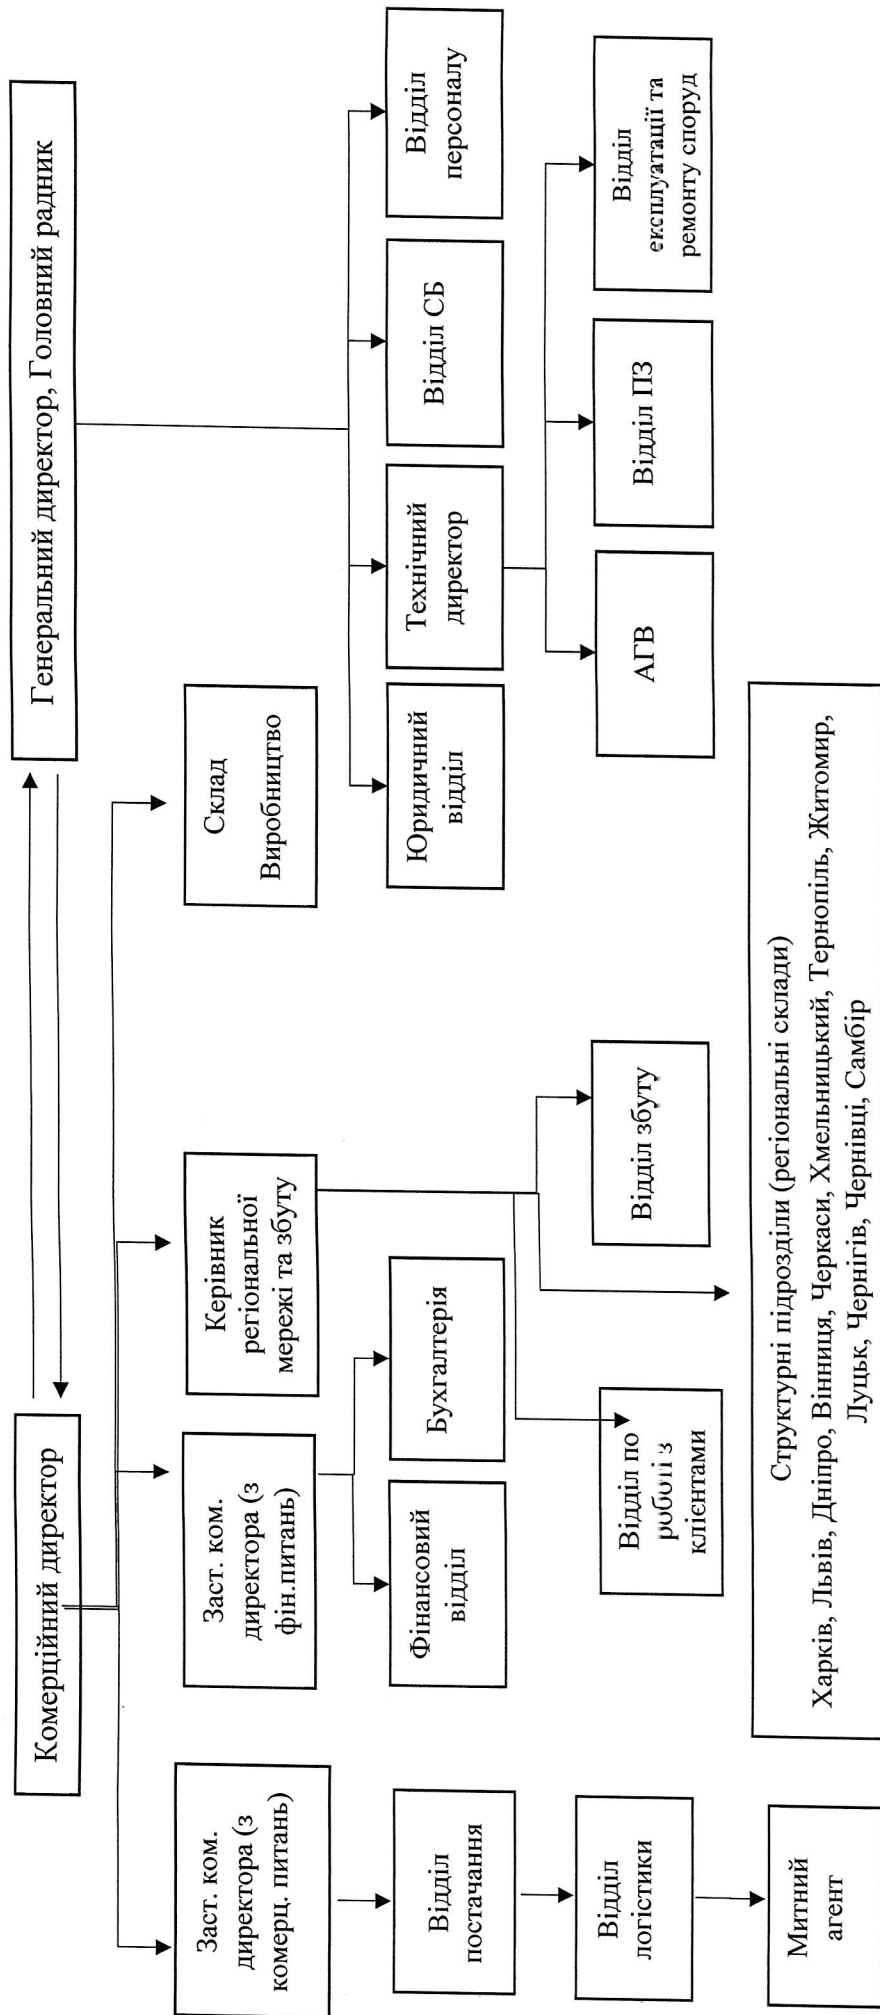 Комерційний директор
Генеральний директор, Головний радник
Заст. ком.
директора (з
комерц. питань)
Заст. ком.
директора (з
фін.питань)
Керівник
регіональної
мережі та збуту
Склад
Виробництво
Відділ
постачання
Фінансовий
відділ
Бухгалтерія
Юридичний
відділ
Технічний
директор
Відділ СБ
Відділ
персоналу
Відділ
логістики
Відділ по
роботі з
клієнтами
Відділ збуту
АГВ
Відділ ПЗ
Відділ
експлуатації та
ремонту споруд
Митний
агент
Структурні підрозділи (регіональні склади)
Харків, Львів, Дніпро, Вінниця, Черкаси, Хмельницький, Тернопіль, Житомир,
Луцьк, Чернігів, Чернівці, Самбір